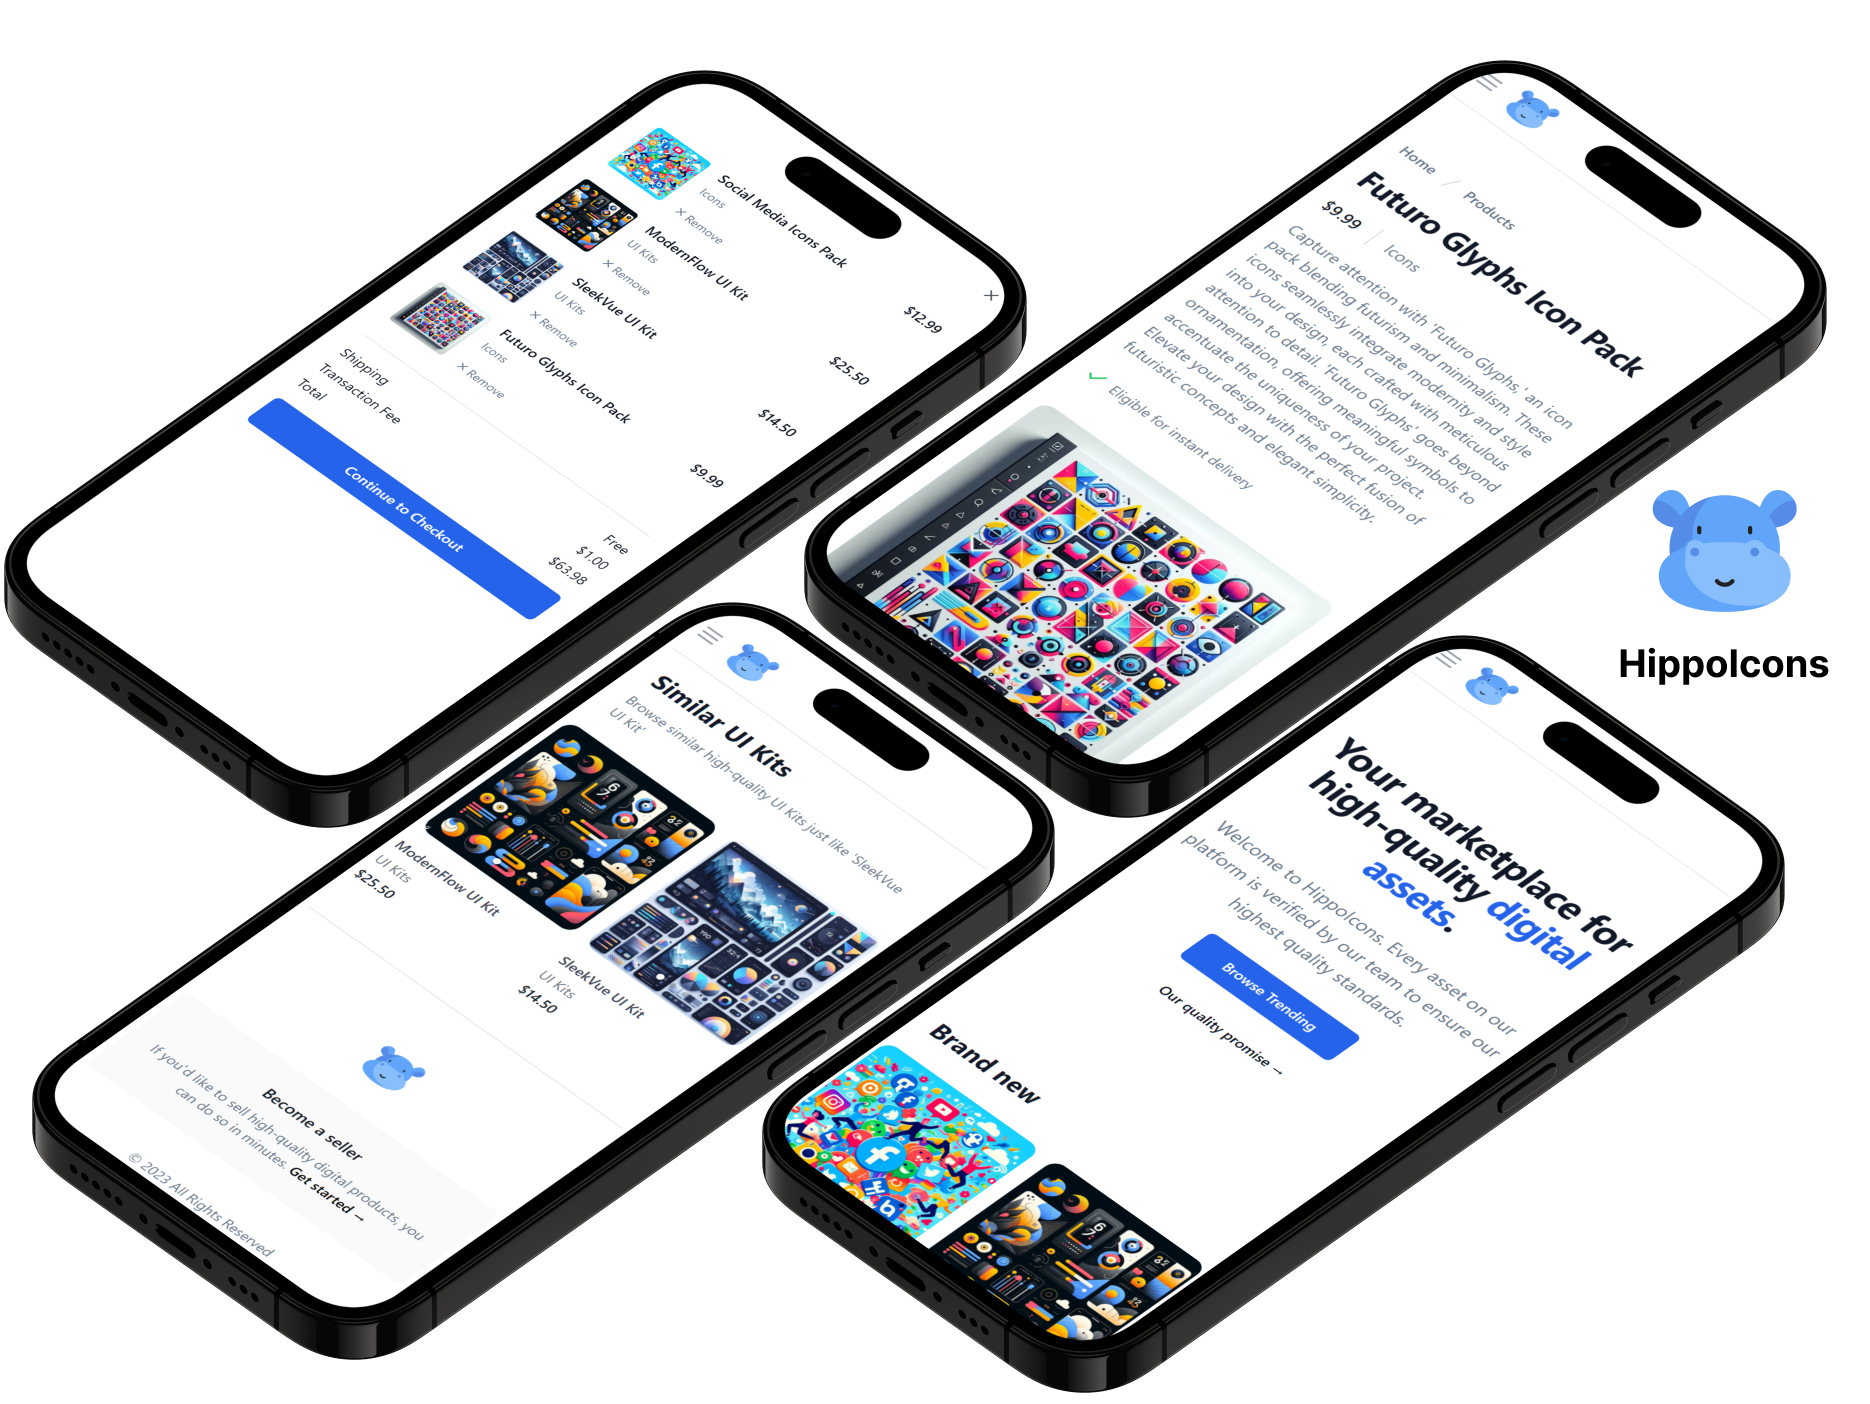 Social Media Icons Pack
Icons
× Remove
$12.99
ModernFlow UI Kit
UI Kits
× Remove
$25.50
SleekVue UI Kit
UI Kits
× Remove
$14.50
Futuro Glyphs Icon Pack
Icons
× Remove
$9.99
Shipping
Free
Transaction Fee
$1.00
Total
$63.98
Continue to Checkout
Home / Products
Futuro Glyphs Icon Pack
$9.99
Icons
Capture attention with 'Futuro Glyphs,' an icon
pack blending futurism and minimalism. These
icons seamlessly integrate modernity and style
into your design, each crafted with meticulous
attention to detail. 'Futuro Glyphs' goes beyond
ornamentation, offering meaningful symbols to
accentuate the uniqueness of your project.
Elevate your design with the perfect fusion of
futuristic concepts and elegant simplicity.
Eligible for instant delivery
HippoIcons
Similar UI Kits
Browse similar high-quality UI Kits just like 'SleekVue
UI Kit'
ModernFlow UI Kit
UI Kits
$25.50
SleekVue UI Kit
UI Kits
$14.50
Become a seller
If you'd like to sell high-quality digital products, you
can do so in minutes. Get started →
© 2023 All Rights Reserved
Your marketplace for
high-quality digital
assets.
Welcome to HippoIcons. Every asset on our
platform is verified by our team to ensure our
highest quality standards.
Browse Trending
Our quality promise →
Brand new